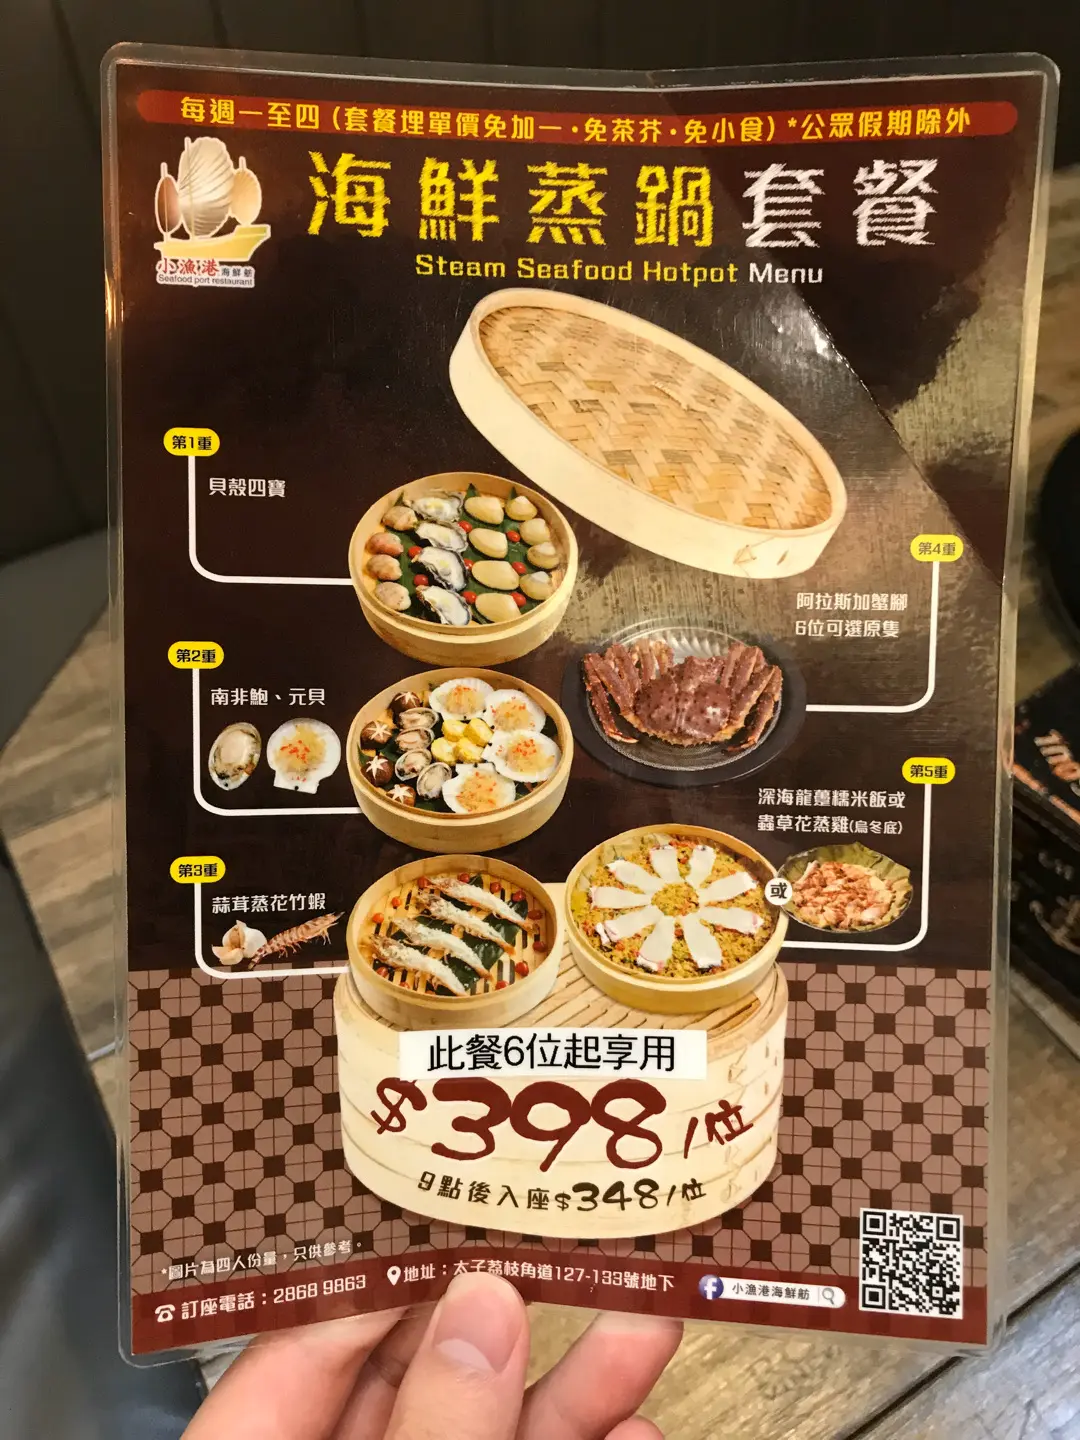 每週一至四（套餐埋單價免加一・免茶芥・免小食）*公眾假期除外
小漁港海鮮舫
Seafood port restaurant
海鮮蒸鍋套餐
Steam Seafood Hotpot Menu
第1重
貝殼四寶
第2重
南非鮑、元貝
第3重
蒜茸蒸花竹蝦
第4重
阿拉斯加蟹腳
6位可選原隻
第5重
深海龍躉糯米飯或
蟲草花蒸雞(烏冬底)
或
此餐6位起享用
$398/位
9點後入座$348/位
*圖片為四人份量，只供參考。
訂座電話：2868 9863
地址：太子荔枝角道127-133號地下
f 小漁港海鮮舫